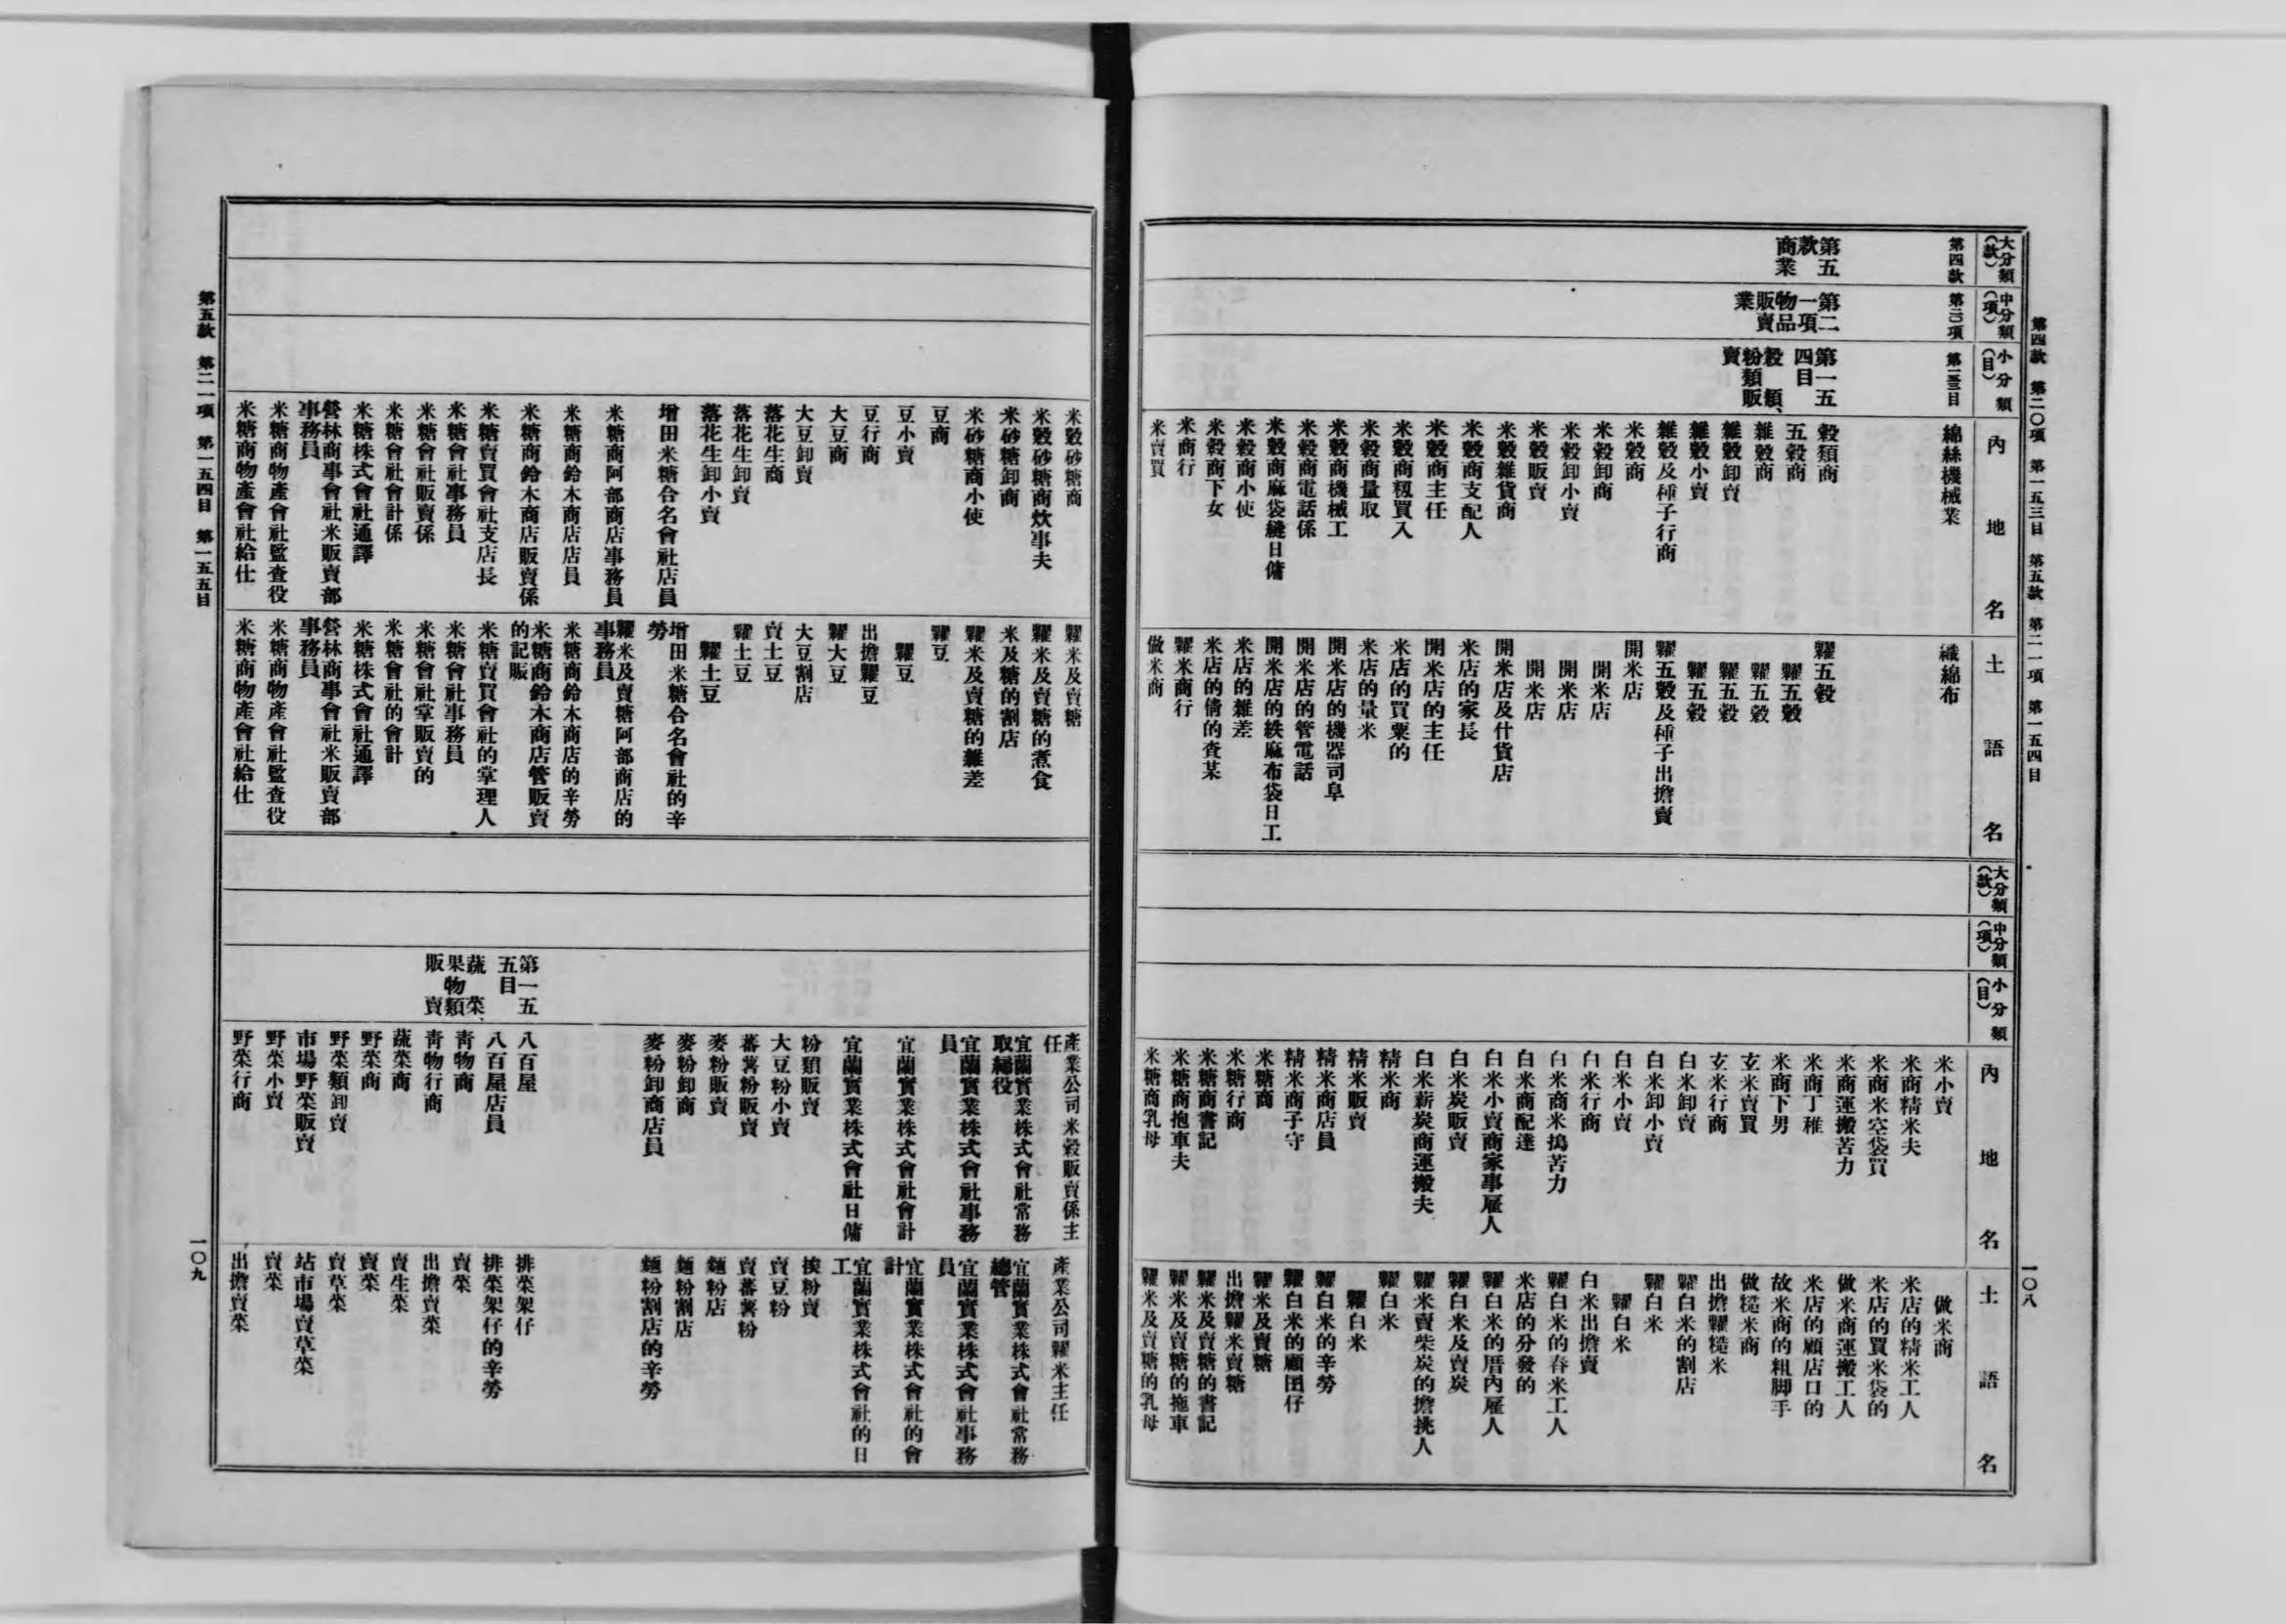 第四款　第二〇項　第一五三目　第五款　第二一項　第一五四目
一〇八
大分類（款）
中分類（項）
小分類（目）
內地名
土語名
第四款
第二〇項
第一五三目
綿絲機械業
織綿布
第五款　商業
第二一項　物品販賣業
第一五四目　穀類、粉類販賣
穀類商
糶五穀
五穀商
糶五穀
雜穀商
糶五穀
雜穀卸賣
糶五穀
雜穀小賣
糶五穀
雜穀及種子行商
糶五穀及種子出擔賣
米穀商
開米店
米穀卸商
開米店
米穀卸小賣
開米店
米穀販賣
開米店
米穀雜貨商
開米店及什貨店
米穀商支配人
米店的家長
米穀商主任
開米店的主任
米穀商籾買入
米店的買粟的
米穀商量取
米店的量米
米穀商機械工
開米店的機器司阜
米穀商電話係
開米店的管電話
米穀商麻袋縫日傭
開米店的紩麻布袋日工
米穀商小使
米店的雜差
米穀商下女
米店的倩的查某
米商行
糶米商行
米賣買
做米商
大分類（款）
中分類（項）
小分類（目）
內地名
土語名
米小賣
做米商
米商精米夫
米店的精米工人
米商米空袋買
米店的買米袋的
米商運搬苦力
做米商運搬工人
米商丁稚
米店的顧店口的
米商下男
故米商的粗脚手
玄米賣買
做糙米商
玄米行商
出擔糶糙米
白米卸賣
糶白米的割店
白米卸小賣
糶白米
白米小賣
糶白米
白米行商
白米出擔賣
白米商米搗苦力
糶白米的舂米工人
白米商配達
米店的分發的
白米小賣商家事雇人
糶白米的厝內雇人
白米炭販賣
糶白米及賣炭
白米薪炭商運搬夫
糶米賣柴炭的擔挑人
精米商
糶白米
精米販賣
糶白米
精米商店員
糶白米的辛勞
精米商子守
糶白米的顧囝仔
米糖商
糶米及賣糖
米糖行商
出擔糶米賣糖
米糖商書記
糶米及賣糖的書記
米糖商抱車夫
糶米及賣糖的拖車
米糖商乳母
糶米及賣糖的乳母
米穀砂糖商
糶米及賣糖
米穀砂糖商炊事夫
糶米及賣糖的煮食
米砂糖卸商
米及糖的割店
米砂糖商小使
糶米及賣糖的雜差
豆商
糶豆
豆小賣
糶豆
豆行商
出擔糶豆
大豆商
糶大豆
大豆卸賣
大豆割店
落花生商
賣土豆
落花生卸賣
糶土豆
落花生卸小賣
糶土豆
增田米糖合名會社店員
增田米糖合名會社的辛勞
米糖商阿部商店事務員
糶米及賣糖阿部商店的事務員
米糖商鈴木商店店員
米糖商鈴木商店的辛勞
米糖商鈴木商店販賣係
米糖商鈴木商店管販賣的記賬
米糖賣買會社支店長
米糖賣買會社的掌理人
米糖會社事務員
米糖會社事務員
米糖會社販賣係
米糖會社掌販賣的
米糖會社會計係
米糖會社的會計
米糖株式會社通譯
米糖株式會社通譯
營林商事會社米販賣部事務員
營林商事會社米販賣部事務員
米糖商物產會社監查役
米糖商物產會社監查役
米糖商物產會社給仕
米糖商物產會社給仕
產業公司米穀販賣係主任
產業公司糶米主任
宜蘭實業株式會社常務取締役
宜蘭實業株式會社常務總管
宜蘭實業株式會社事務員
宜蘭實業株式會社事務員
宜蘭實業株式會社會計
宜蘭實業株式會社的會計
宜蘭實業株式會社日傭
宜蘭實業株式會社的日工
粉類販賣
挨粉賣
大豆粉小賣
賣豆粉
蕃薯粉販賣
賣蕃薯粉
麥粉販賣
麵粉店
麥粉卸商
麵粉割店
麥粉卸商店員
麵粉割店的辛勞
第一五五目　蔬菜、果物類販賣
八百屋
排菜架仔
八百屋店員
排菜架仔的辛勞
靑物商
賣菜
靑物行商
出擔賣菜
蔬菜商
賣生菜
野菜商
賣菜
野菜類卸賣
賣草菜
市場野菜販賣
站市場賣草菜
野菜小賣
賣菜
野菜行商
出擔賣菜
第五款　第二一項　第一五四目　第一五五目
一〇九